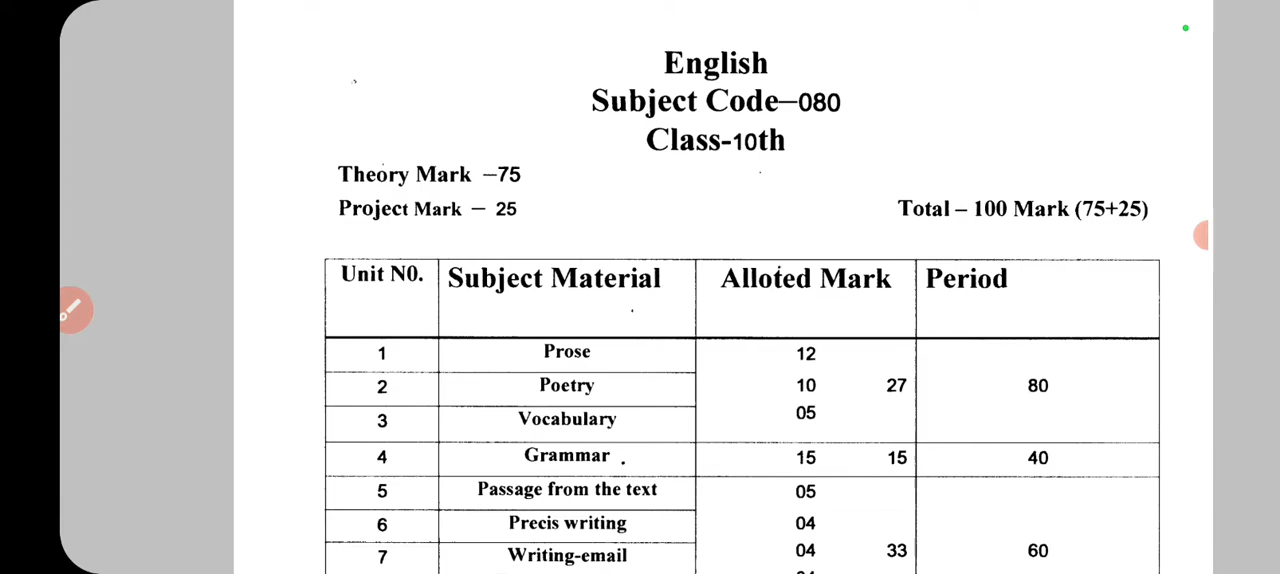 English
Subject Code–080
Class-10th
Theory Mark –75
Project Mark – 25 Total – 100 Mark (75+25)
Unit N0. Subject Material Alloted Mark Period
1 Prose 12
2 Poetry 10 27 80
3 Vocabulary 05
4 Grammar 15 15 40
5 Passage from the text 05
6 Precis writing 04
7 Writing-email 04 33 60